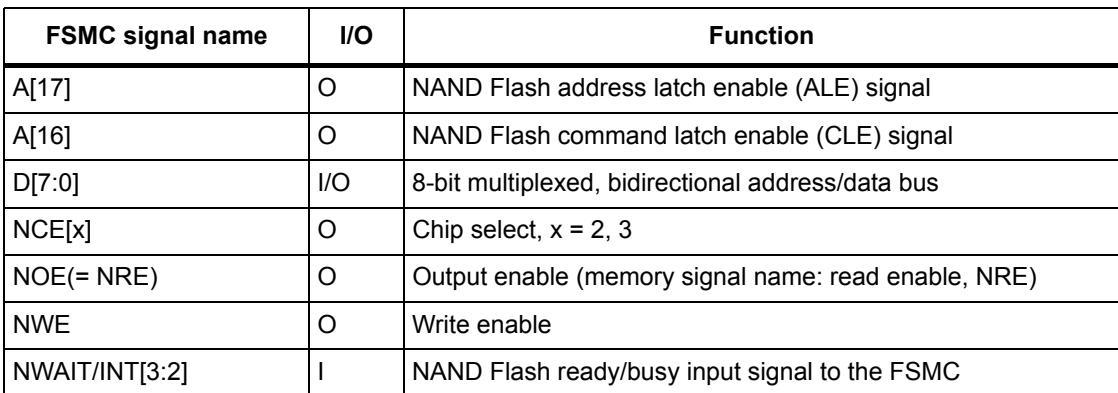 FSMC signal name I/O Function
A[17] O NAND Flash address latch enable (ALE) signal
A[16] O NAND Flash command latch enable (CLE) signal
D[7:0] I/O 8-bit multiplexed, bidirectional address/data bus
NCE[x] O Chip select, x = 2, 3
NOE(= NRE) O Output enable (memory signal name: read enable, NRE)
NWE O Write enable
NWAIT/INT[3:2] I NAND Flash ready/busy input signal to the FSMC